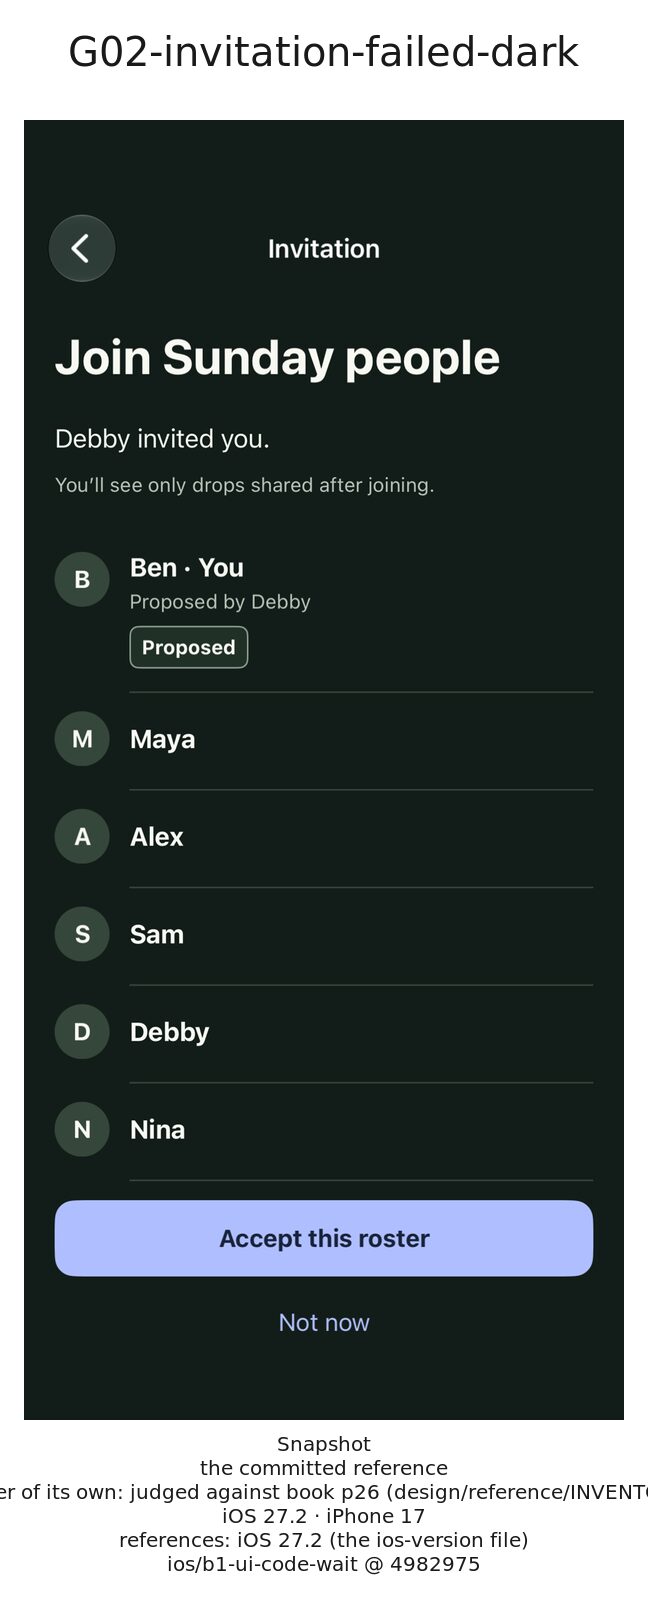 G02-invitation-failed-dark
Invitation
Join Sunday people
Debby invited you.
You’ll see only drops shared after joining.
B
Ben · You
Proposed by Debby
Proposed
M
Maya
A
Alex
S
Sam
D
Debby
N
Nina
Accept this roster
Not now
Snapshot
the committed reference
of its own: judged against book p26 (design/reference/
iOS 27.2 · iPhone 17
references: iOS 27.2 (the ios-version file)
ios/b1-ui-code-wait @ 4982975